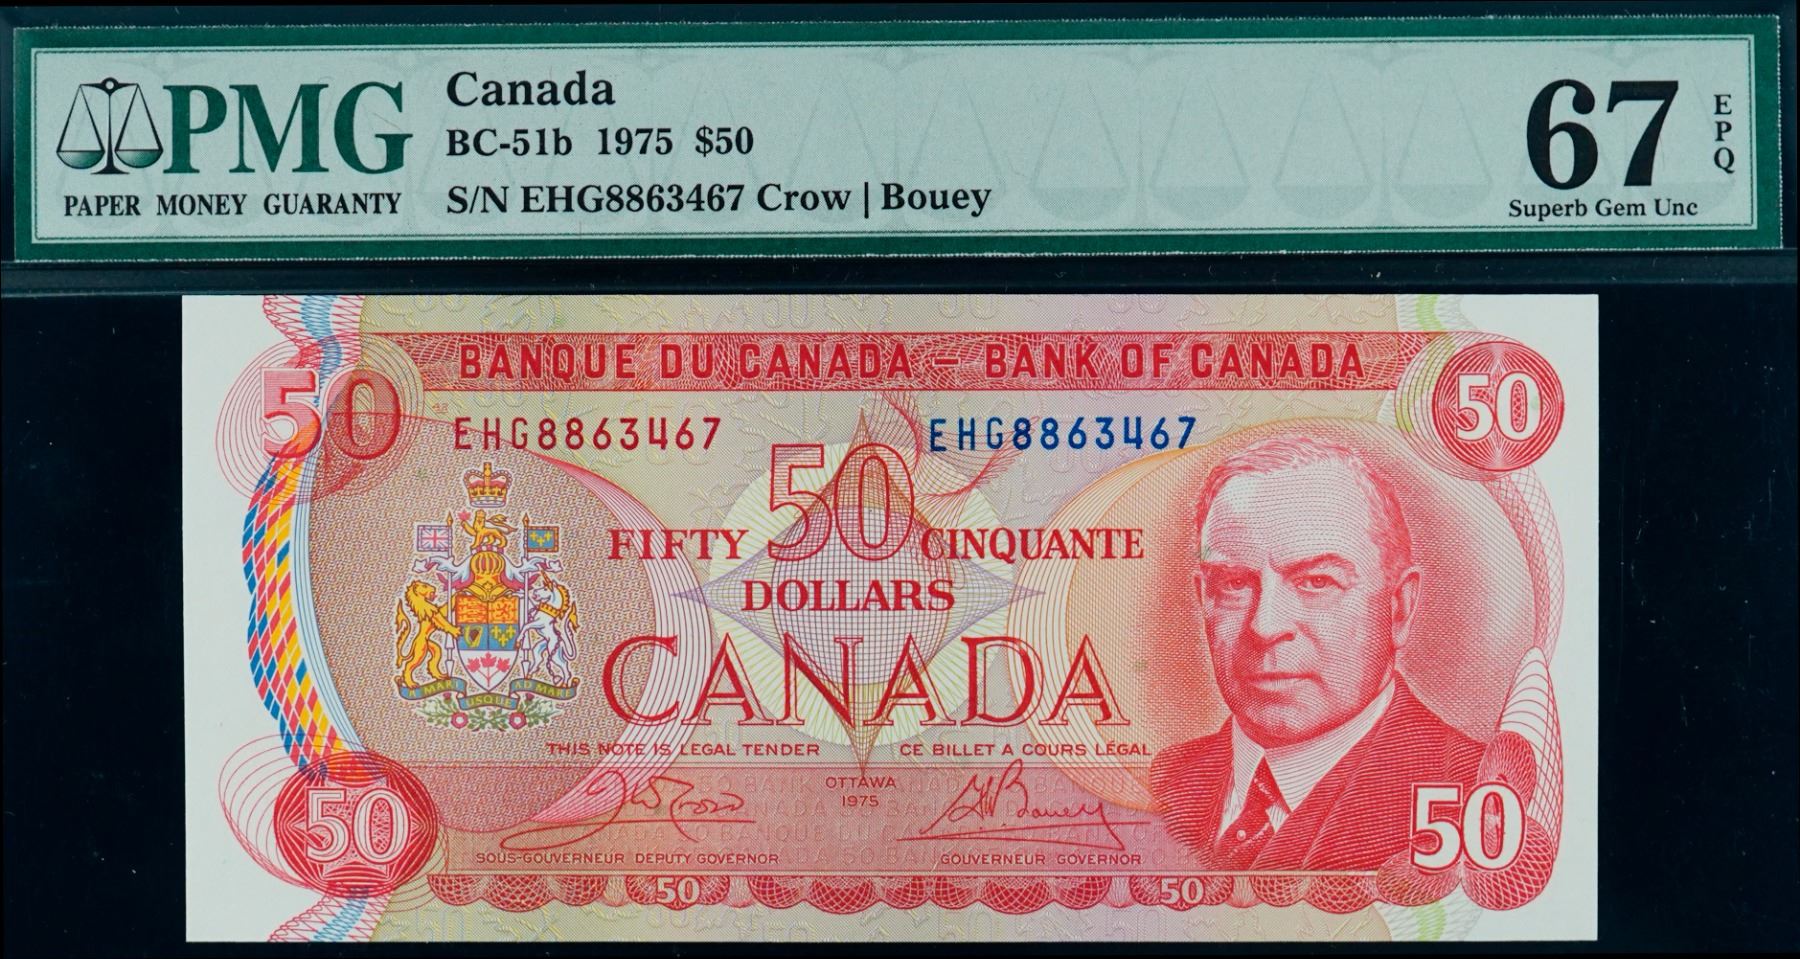 PMG
PAPER MONEY GUARANTY
Canada
BC-51b 1975 $50
S/N EHG8863467 Crow | Bouey
67
EPQ
Superb Gem Unc
BANQUE DU CANADA – BANK OF CANADA
50
50
EHG8863467
EHG8863467
50
FIFTY CINQUANTE
DOLLARS
CANADA
A MARI USQUE AD MARE
THIS NOTE IS LEGAL TENDER
CE BILLET A COURS LÉGAL
OTTAWA
1975
SOUS-GOUVERNEUR DEPUTY GOVERNOR
GOUVERNEUR GOVERNOR
50
50
50
50